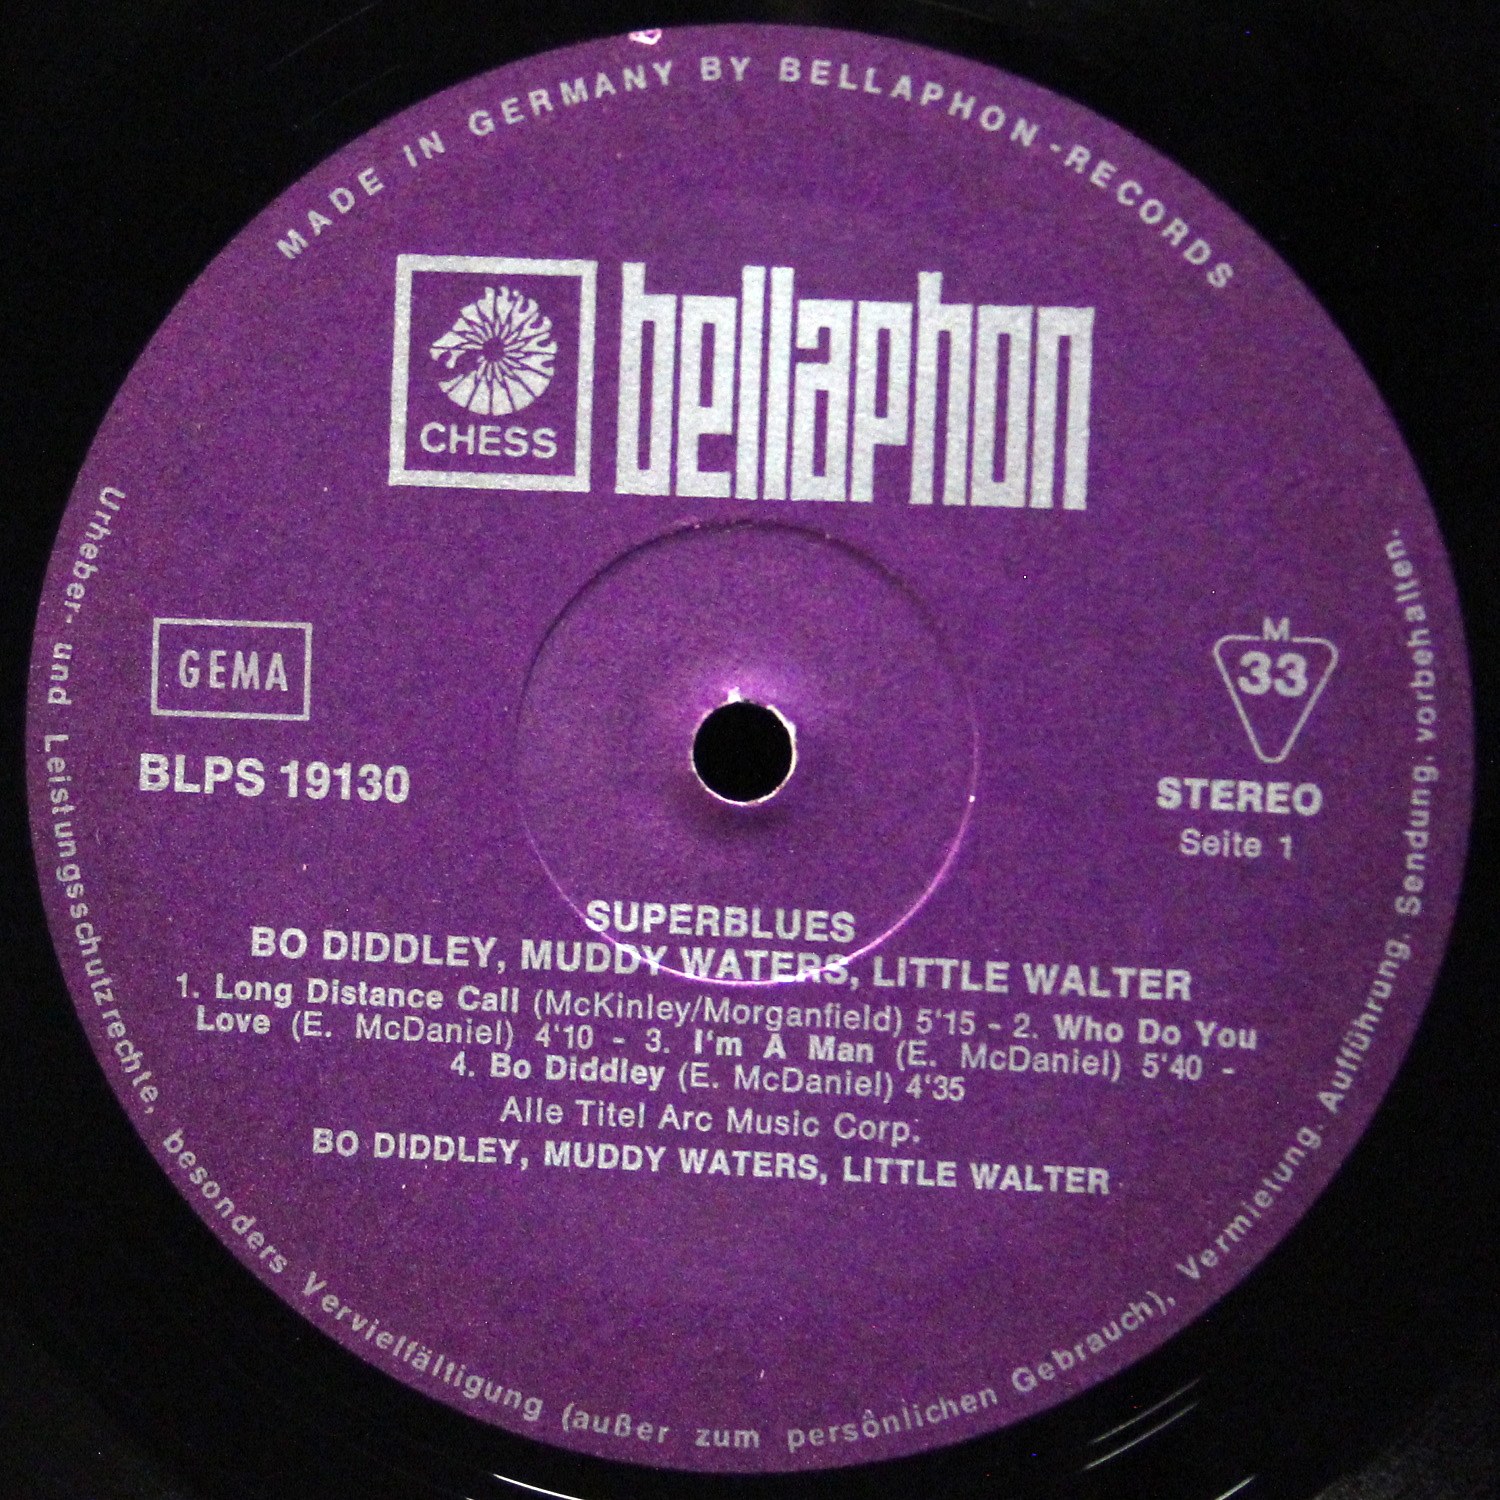 MADE IN GERMANY BY BELLAPHON-RECORDS
CHESS
bellaphon
GEMA
BLPS 19130
M
33
STEREO
Seite 1
SUPERBLUES
BO DIDDLEY, MUDDY WATERS, LITTLE WALTER
1. Long Distance Call (McKinley/Morganfield) 5'15 - 2. Who Do You
Love (E. McDaniel) 4'10 - 3. I'm A Man (E. McDaniel) 5'40 -
4. Bo Diddley (E. McDaniel) 4'35
Alle Titel Arc Music Corp.
BO DIDDLEY, MUDDY WATERS, LITTLE WALTER
Urheber- und Leistungsschutzrechte, besonders Vervielfältigung (außer zum persönlichen Gebrauch), Vermietung. Aufführung. Sendung, vorbehalten.